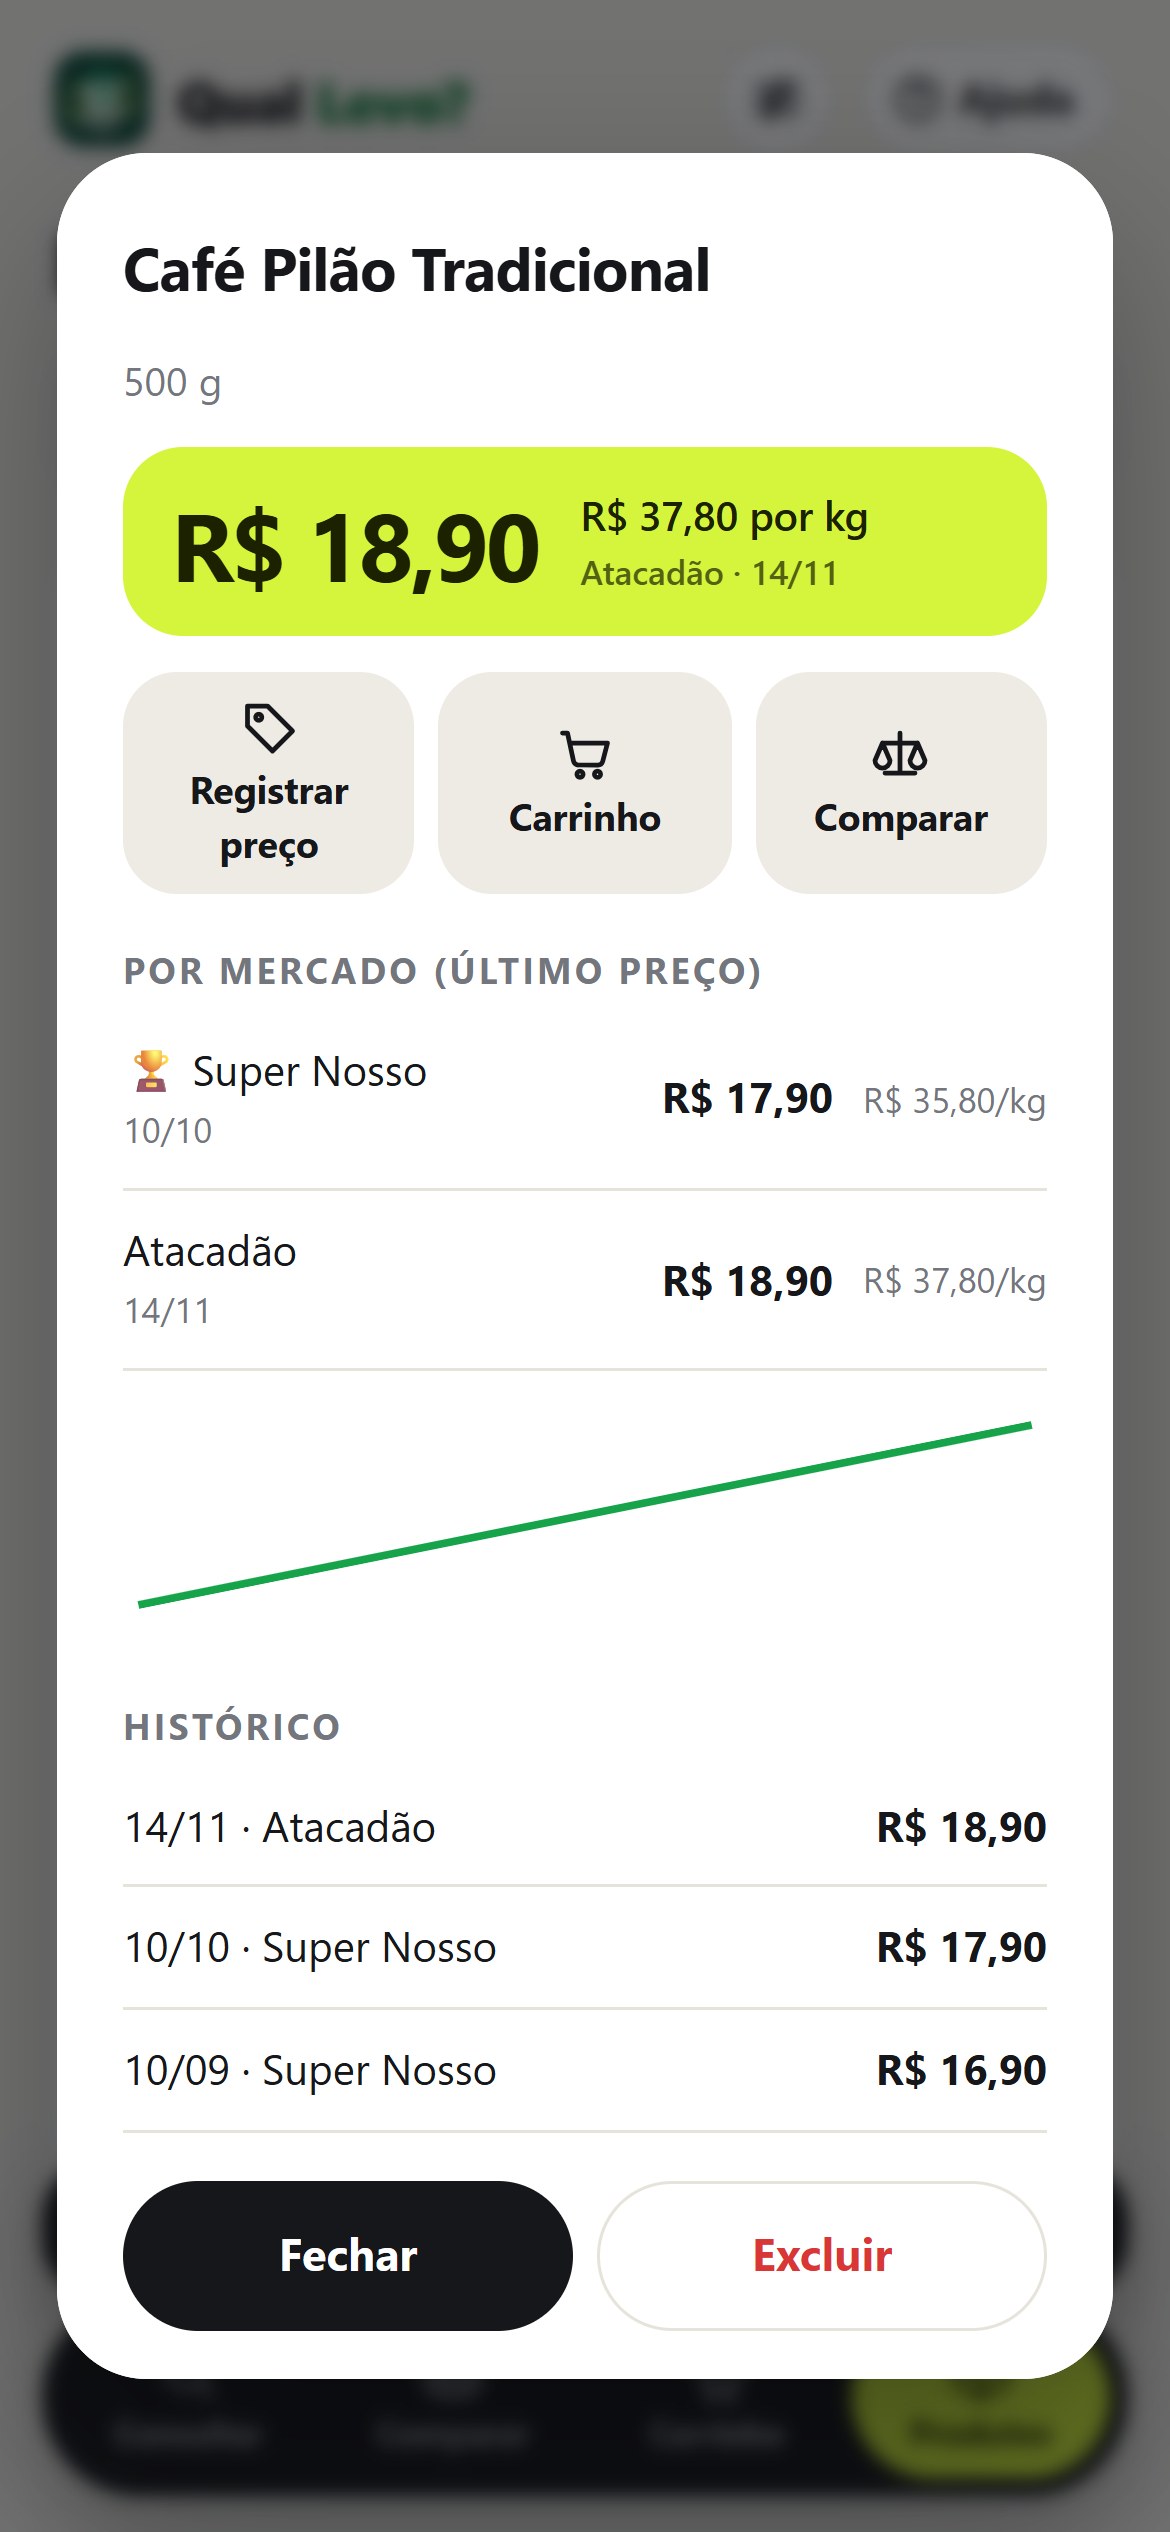 Qual Leva?
Ajuda
Café Pilão Tradicional
500 g
R$ 18,90
R$ 37,80 por kg
Atacadão · 14/11
Registrar
preço
Carrinho
Comparar
POR MERCADO (ÚLTIMO PREÇO)
Super Nosso
10/10
R$ 17,90 R$ 35,80/kg
Atacadão
14/11
R$ 18,90 R$ 37,80/kg
HISTÓRICO
14/11 · Atacadão R$ 18,90
10/10 · Super Nosso R$ 17,90
10/09 · Super Nosso R$ 16,90
Fechar
Excluir